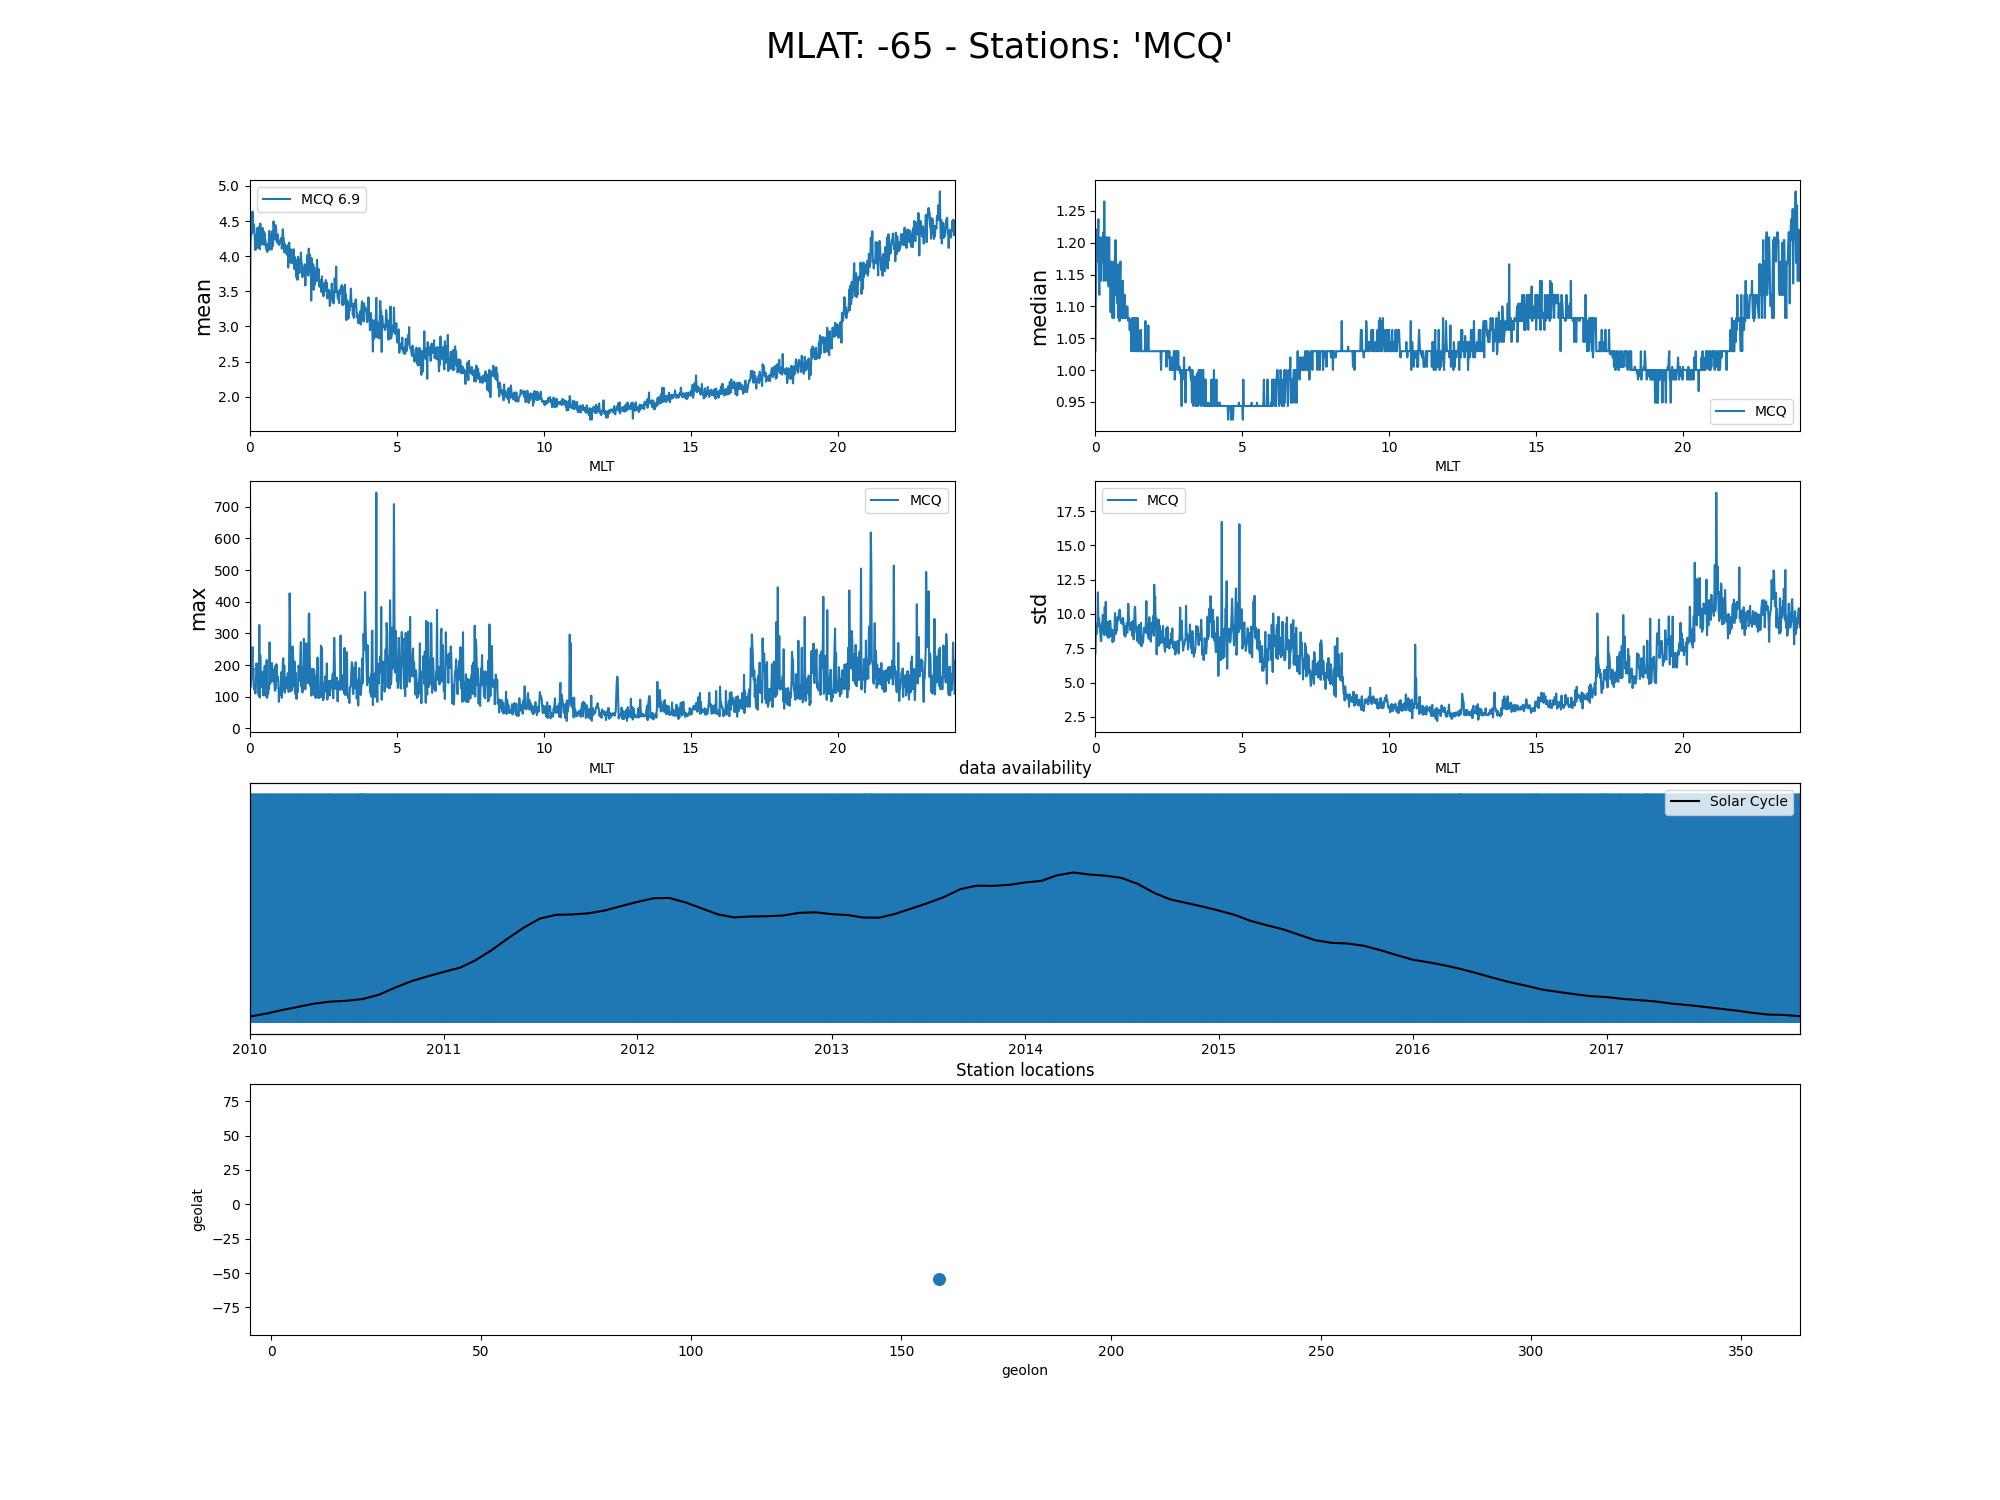 MLAT: -65 - Stations: 'MCQ'
mean
5.0
4.5
4.0
3.5
3.0
2.5
2.0
MCQ 6.9
0 5 10 15 20
MLT
median
1.25
1.20
1.15
1.10
1.05
1.00
0.95
MCQ
0 5 10 15 20
MLT
max
700
600
500
400
300
200
100
0
MCQ
0 5 10 15 20
MLT
std
17.5
15.0
12.5
10.0
7.5
5.0
2.5
MCQ
0 5 10 15 20
MLT
data availability
Solar Cycle
2010 2011 2012 2013 2014 2015 2016 2017
Station locations
geolat
75
50
25
0
−25
−50
−75
0 50 100 150 200 250 300 350
geolon